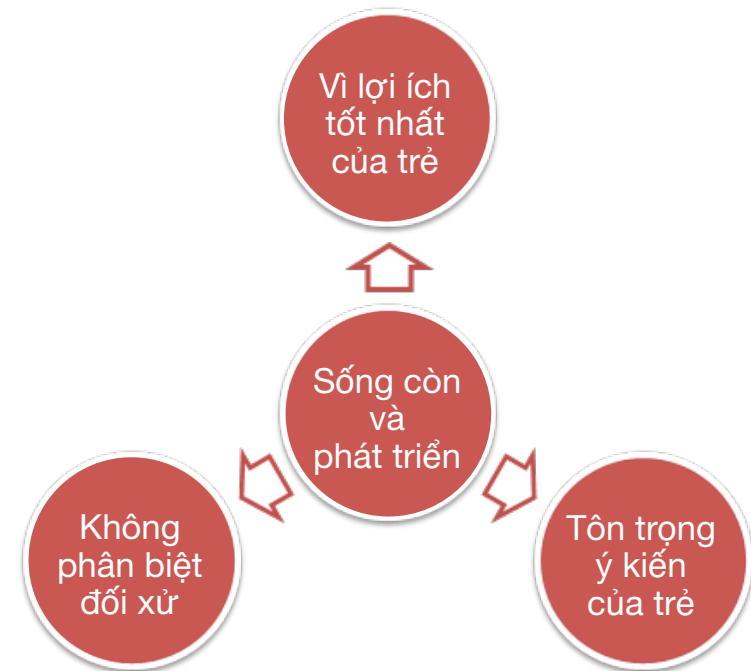 Vì lợi ích
tốt nhất
của trẻ
Sống còn
và
phát triển
Không
phân biệt
đối xử
Tôn trọng
ý kiến
của trẻ